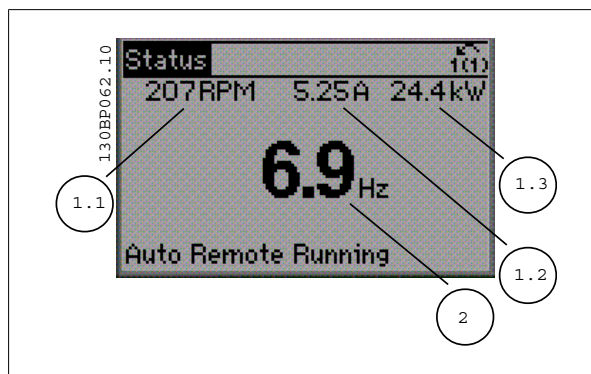 130BP062.10
Status
1(1)
207RPM 5.25A 24.4kW
6.9Hz
Auto Remote Running
1.1
1.3
1.2
2